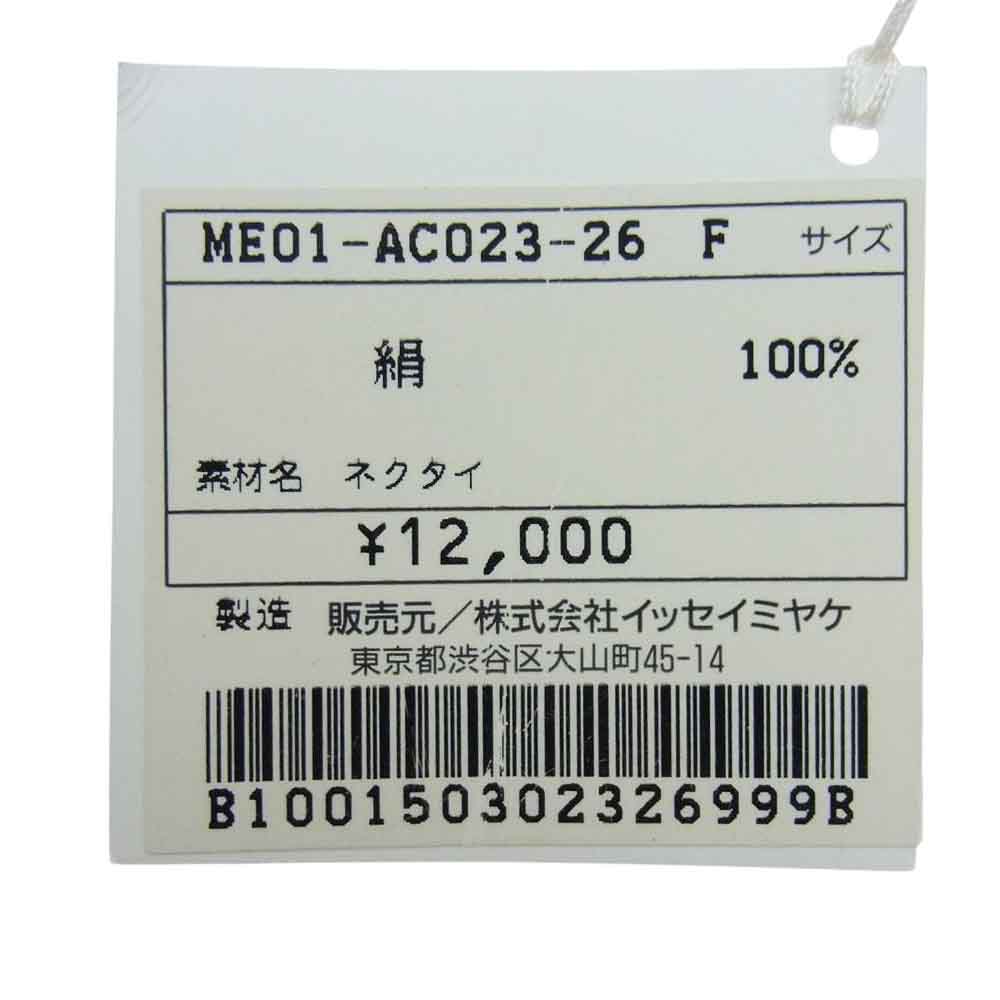 ME01-AC023-26 F サイズ
絹 100%
素材名 ネクタイ
¥12,000
製造 販売元/株式会社イッセイミヤケ
東京都渋谷区大山町45-14
B100150302326999B